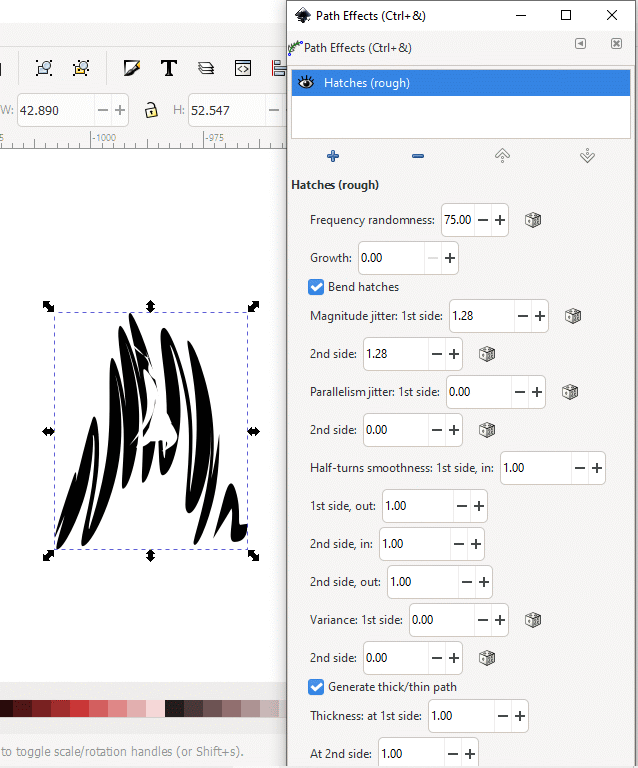 Path Effects (Ctrl+&)
Path Effects (Ctrl+&)
Hatches (rough)
W: 42.890
H: 52.547
-1000
-975
Hatches (rough)
Frequency randomness: 75.00
Growth: 0.00
Bend hatches
Magnitude jitter: 1st side: 1.28
2nd side: 1.28
Parallelism jitter: 1st side: 0.00
2nd side: 0.00
Half-turns smoothness: 1st side, in: 1.00
1st side, out: 1.00
2nd side, in: 1.00
2nd side, out: 1.00
Variance: 1st side: 0.00
2nd side: 0.00
Generate thick/thin path
Thickness: at 1st side: 1.00
At 2nd side: 1.00
to toggle scale/rotation handles (or Shift+s).